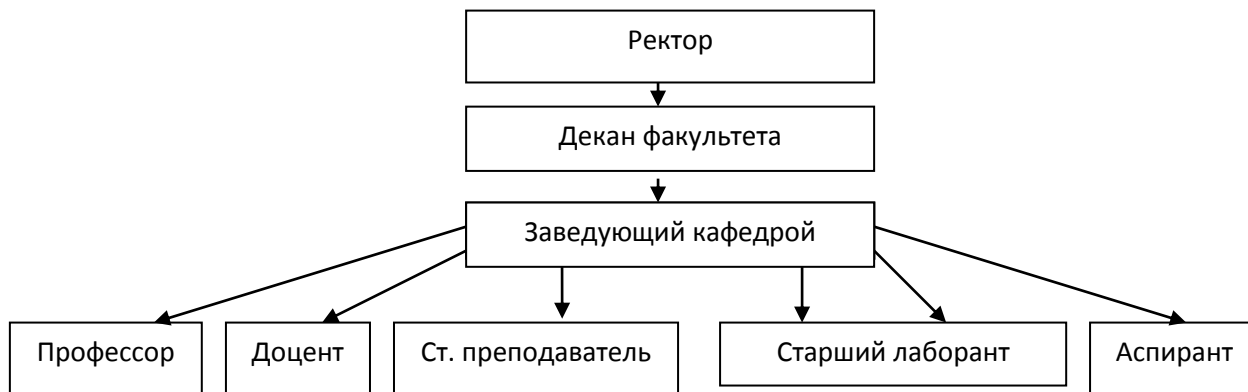 Ректор
Декан факультета
Заведующий кафедрой
Профессор
Доцент
Ст. преподаватель
Старший лаборант
Аспирант